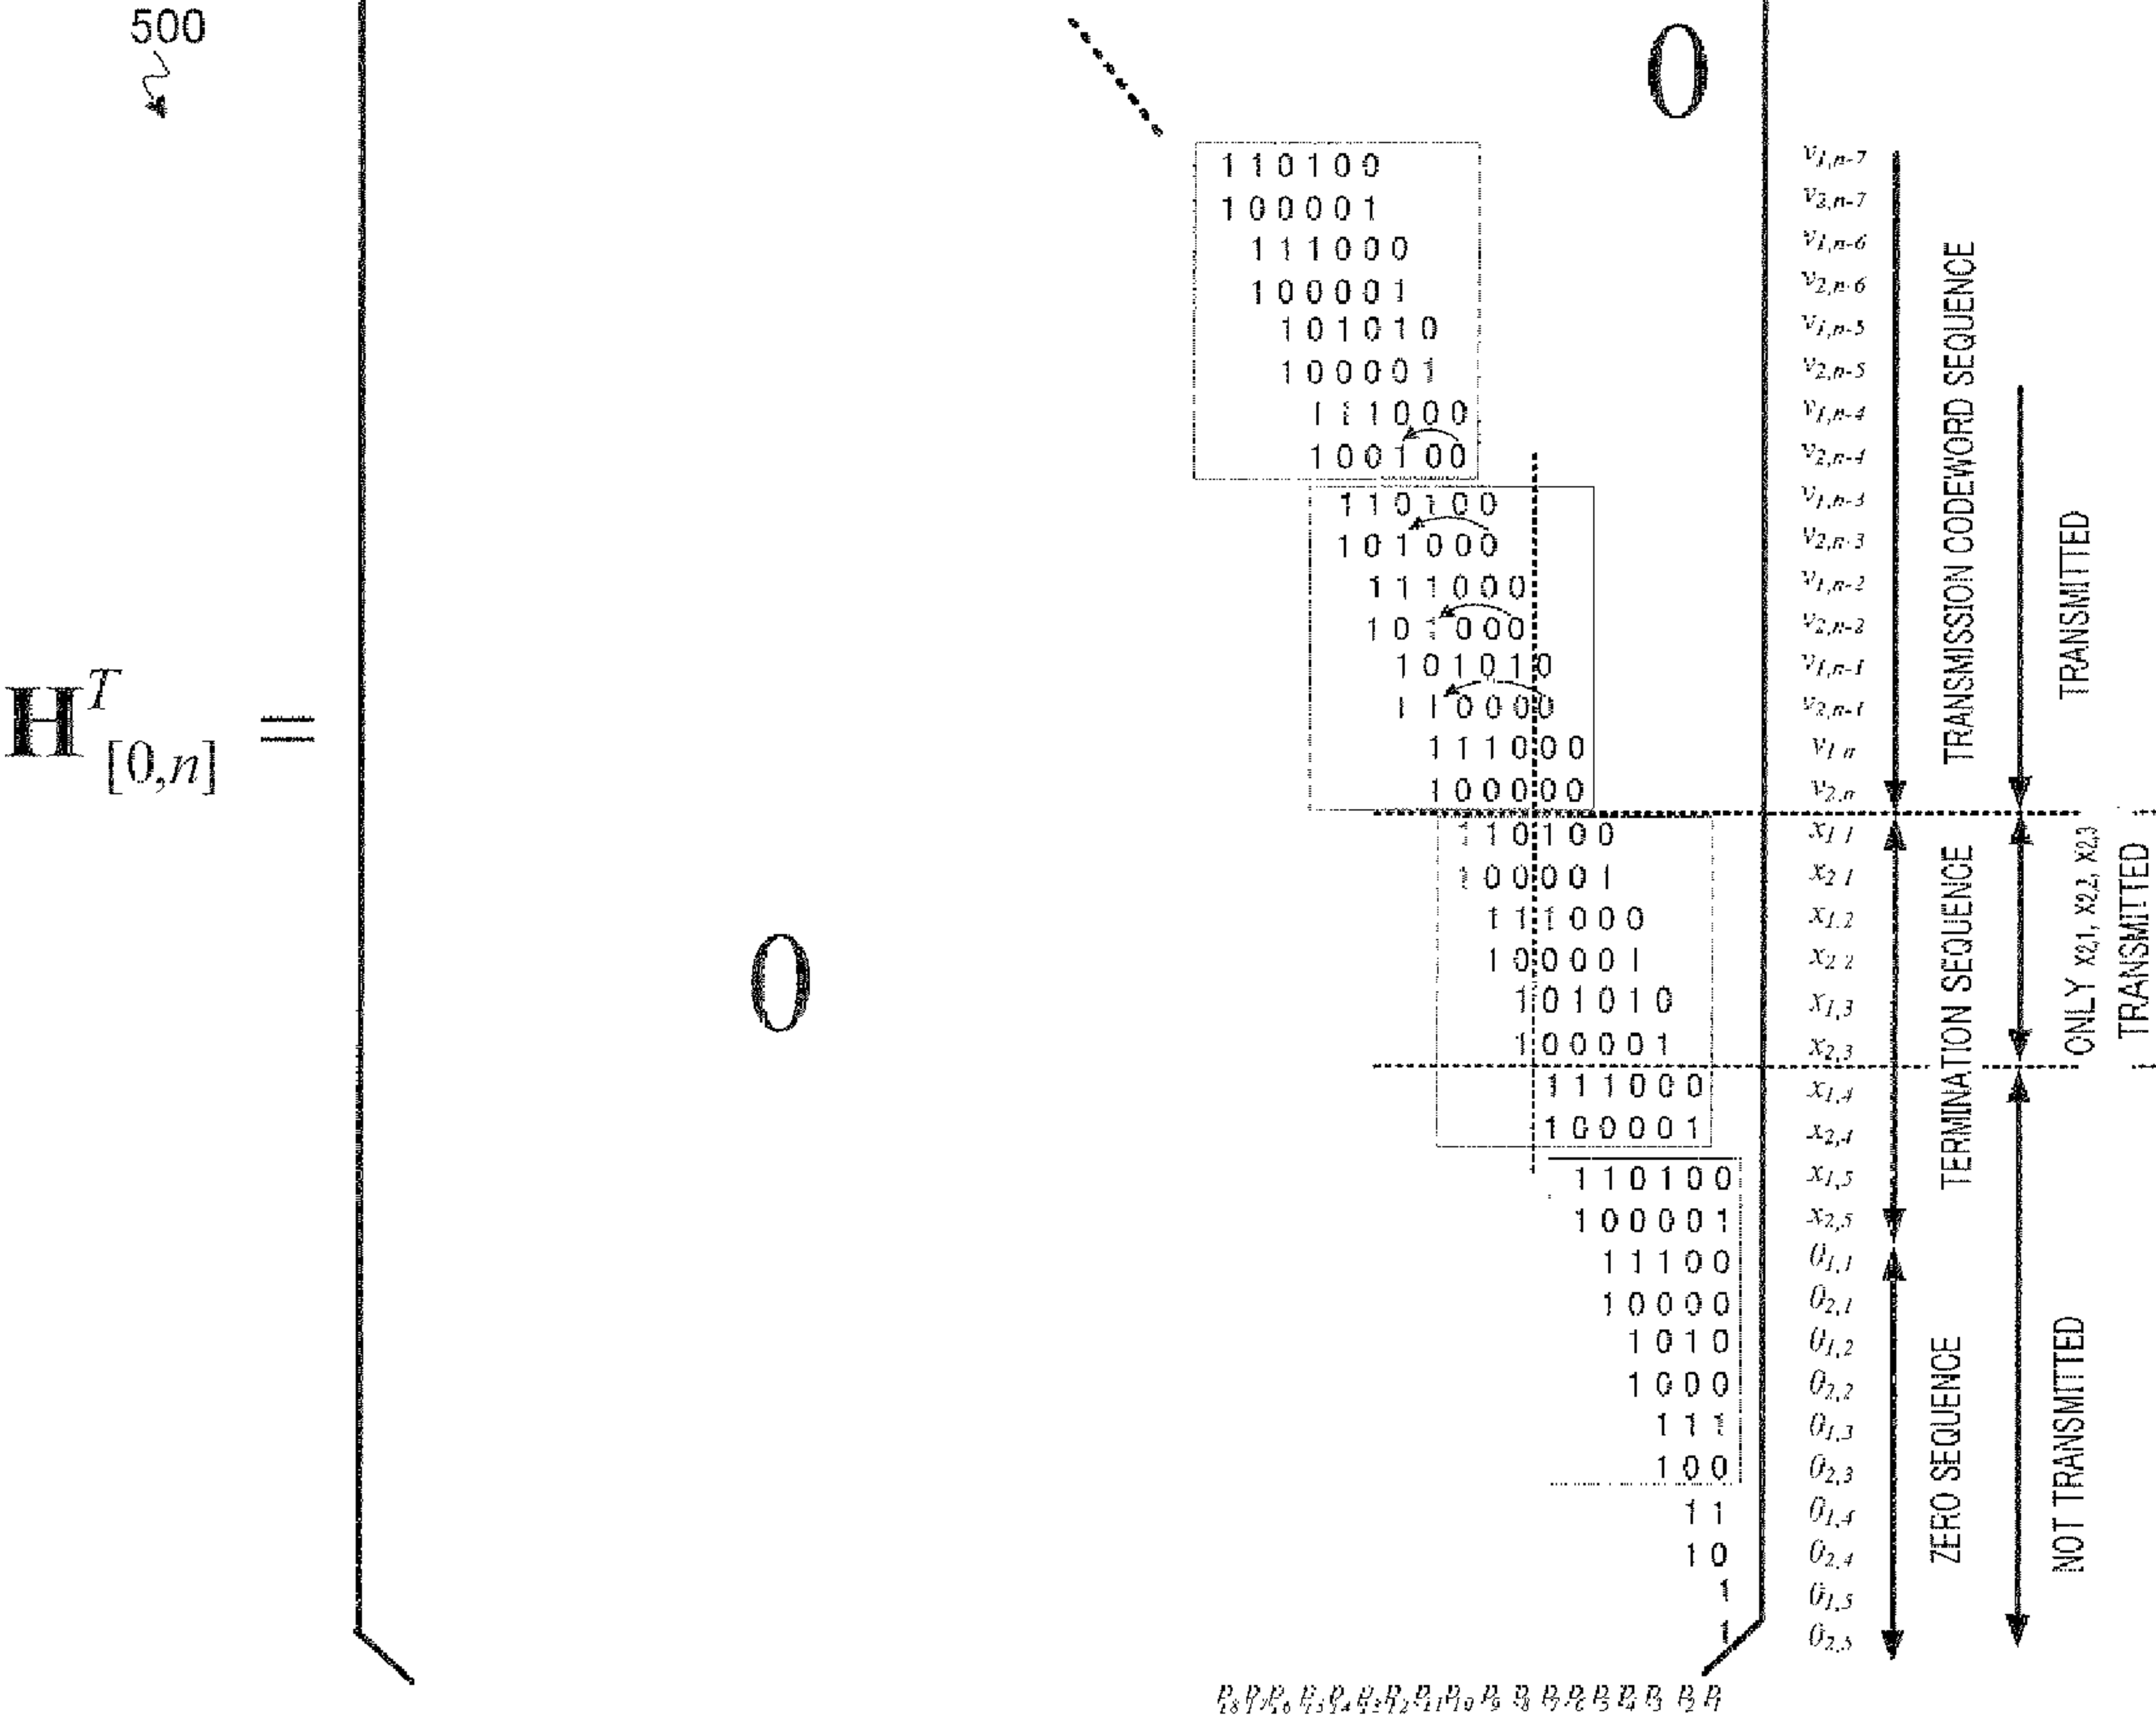 500
0
110100 v1,n-7
100001 v2,n-7
111000 v1,n-6
100001 v2,n-6
101010 v1,n-5
100001 v2,n-5
111000 v1,n-4
100100 v2,n-4
110100 v1,n-3
101000 v2,n-3
111000 v1,n-2
101000 v2,n-2
101010 v1,n-1
110000 v2,n-1
111000 v1,n
100000 v2,n
H^T [0,n] =
110100 x1,1
100001 x2,1
111000 x1,2
100001 x2,2
101010 x1,3
100001 x2,3
0
111000 x1,4
100001 x2,4
110100 x1,5
100001 x2,5
11100 01,1
10000 02,1
1010 01,2
1000 02,2
111 01,3
100 02,3
11 01,4
10 02,4
1 01,5
1 02,5
TRANSMISSION CODEWORD SEQUENCE
TERMINATION SEQUENCE
ZERO SEQUENCE
TRANSMITTED
ONLY x2,1, x2,2, x2,3
TRANSMITTED
NOT TRANSMITTED